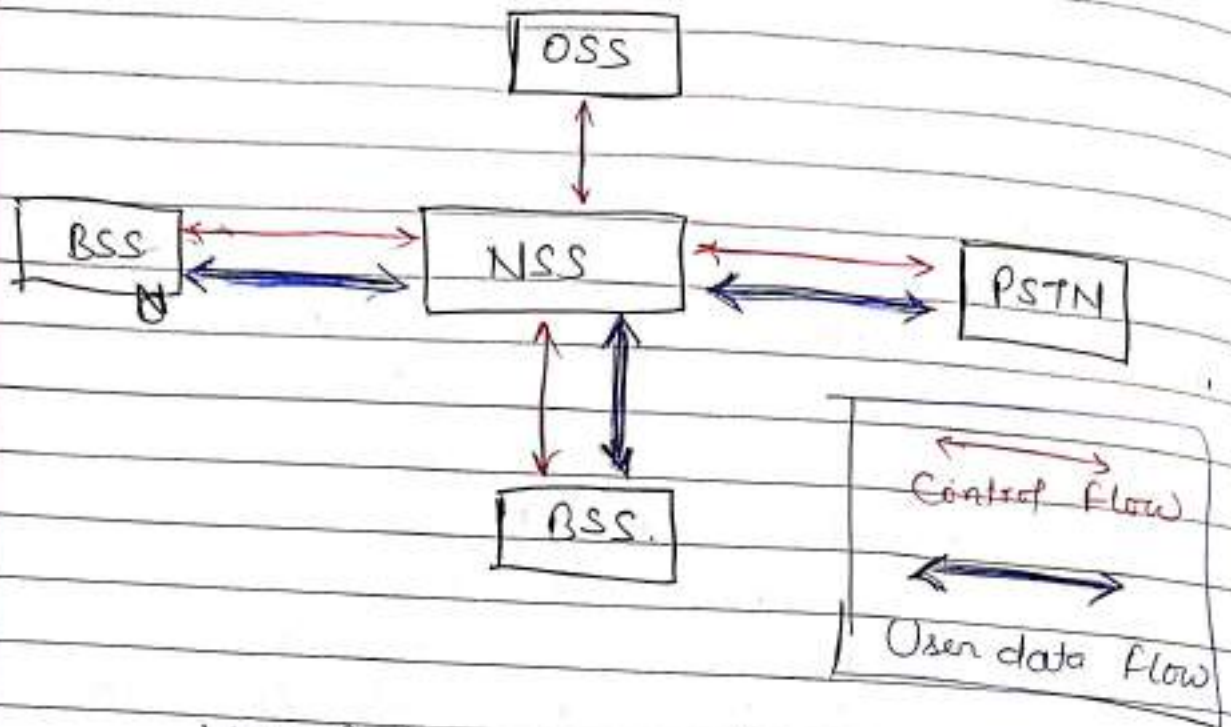 OSS
BSS
NSS
PSTN
BSS.
Control Flow
User data flow